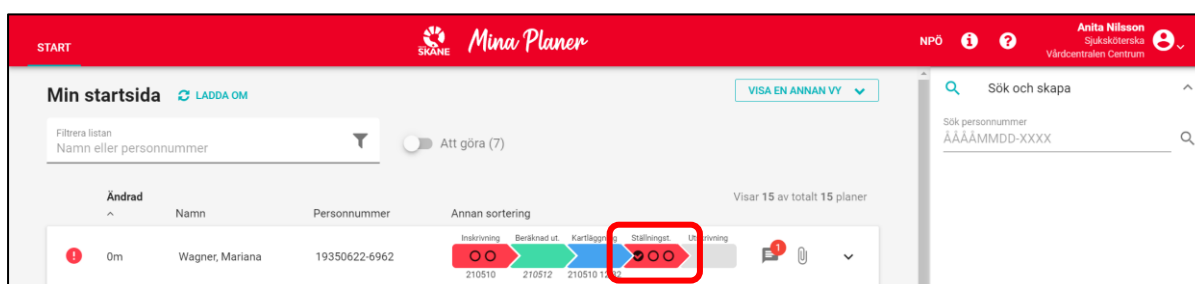 START
SKÅNE
Mina Planer
NPÖ
Anita Nilsson
Sjuksköterska
Vårdcentralen Centrum
Min startsida
LADDA OM
VISA EN ANNAN VY
Filtrera listan
Namn eller personnummer
Att göra (7)
Ändrad
Namn
Personnummer
Annan sortering
Visar 15 av totalt 15 planer
0m
Wagner, Mariana
19350622-6962
Inskrivning
Beräknad ut.
Kartläggning
Ställningst.
210510
210512
210510
1
Sök och skapa
Sök personnummer
ÅÅÅÅMMDD-XXXX